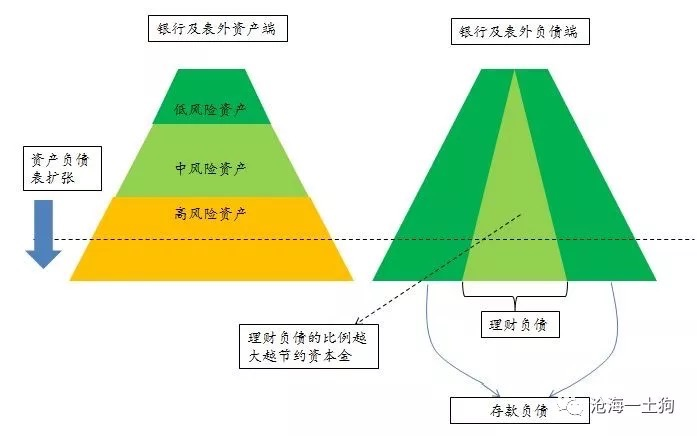 银行及表外资产端
银行及表外负债端
低风险资产
资产负债
表扩张
中风险资产
高风险资产
理财负债的比例越
大越节约资本金
理财负债
存款负债
沧海一土狗